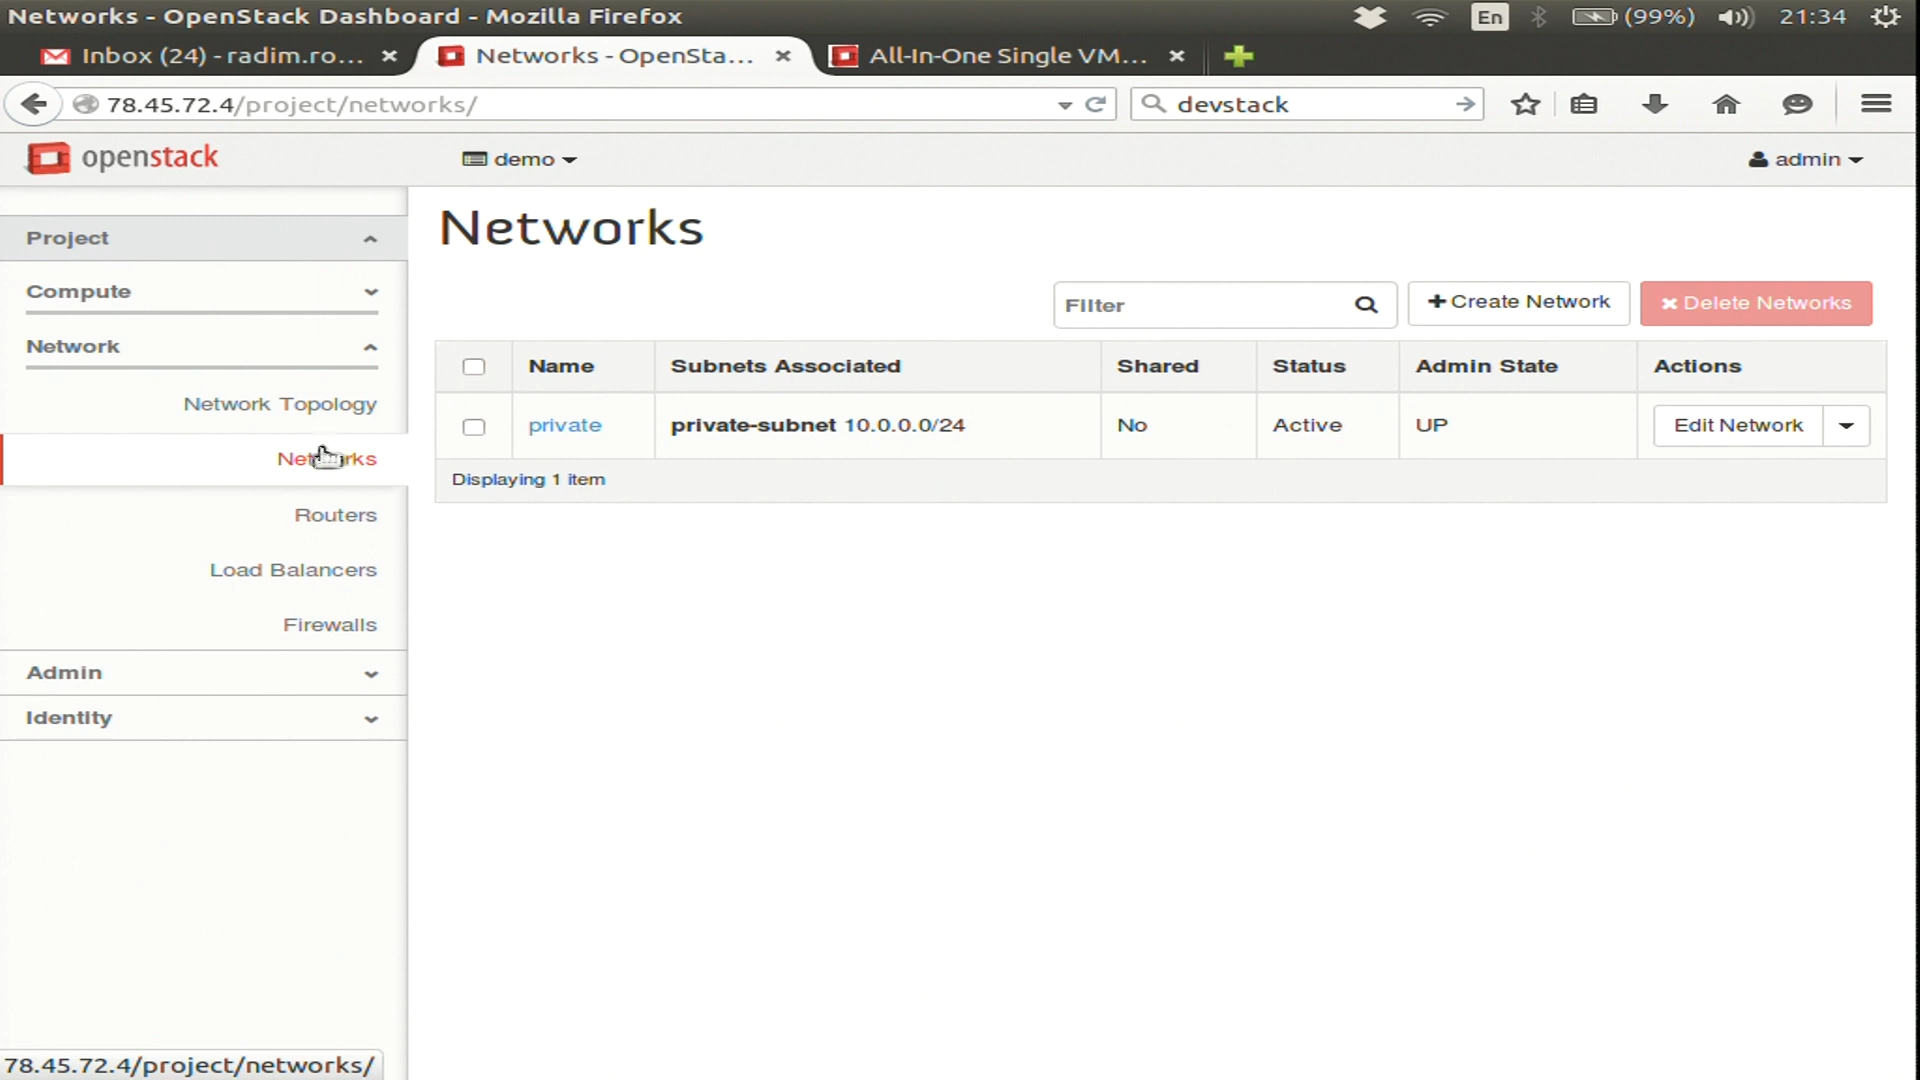 Networks - OpenStack Dashboard - Mozilla Firefox
En
(99%)
21:34
Inbox (24) - radim.ro...
Networks - OpenSta...
All-In-One Single VM...
78.45.72.4/project/networks/
devstack
openstack
demo
admin
Networks
Project
Compute
Network
Network Topology
Networks
Routers
Load Balancers
Firewalls
Admin
Identity
Filter
Create Network
Delete Networks
Name Subnets Associated Shared Status Admin State Actions
private private-subnet 10.0.0.0/24 No Active UP Edit Network
Displaying 1 item
78.45.72.4/project/networks/